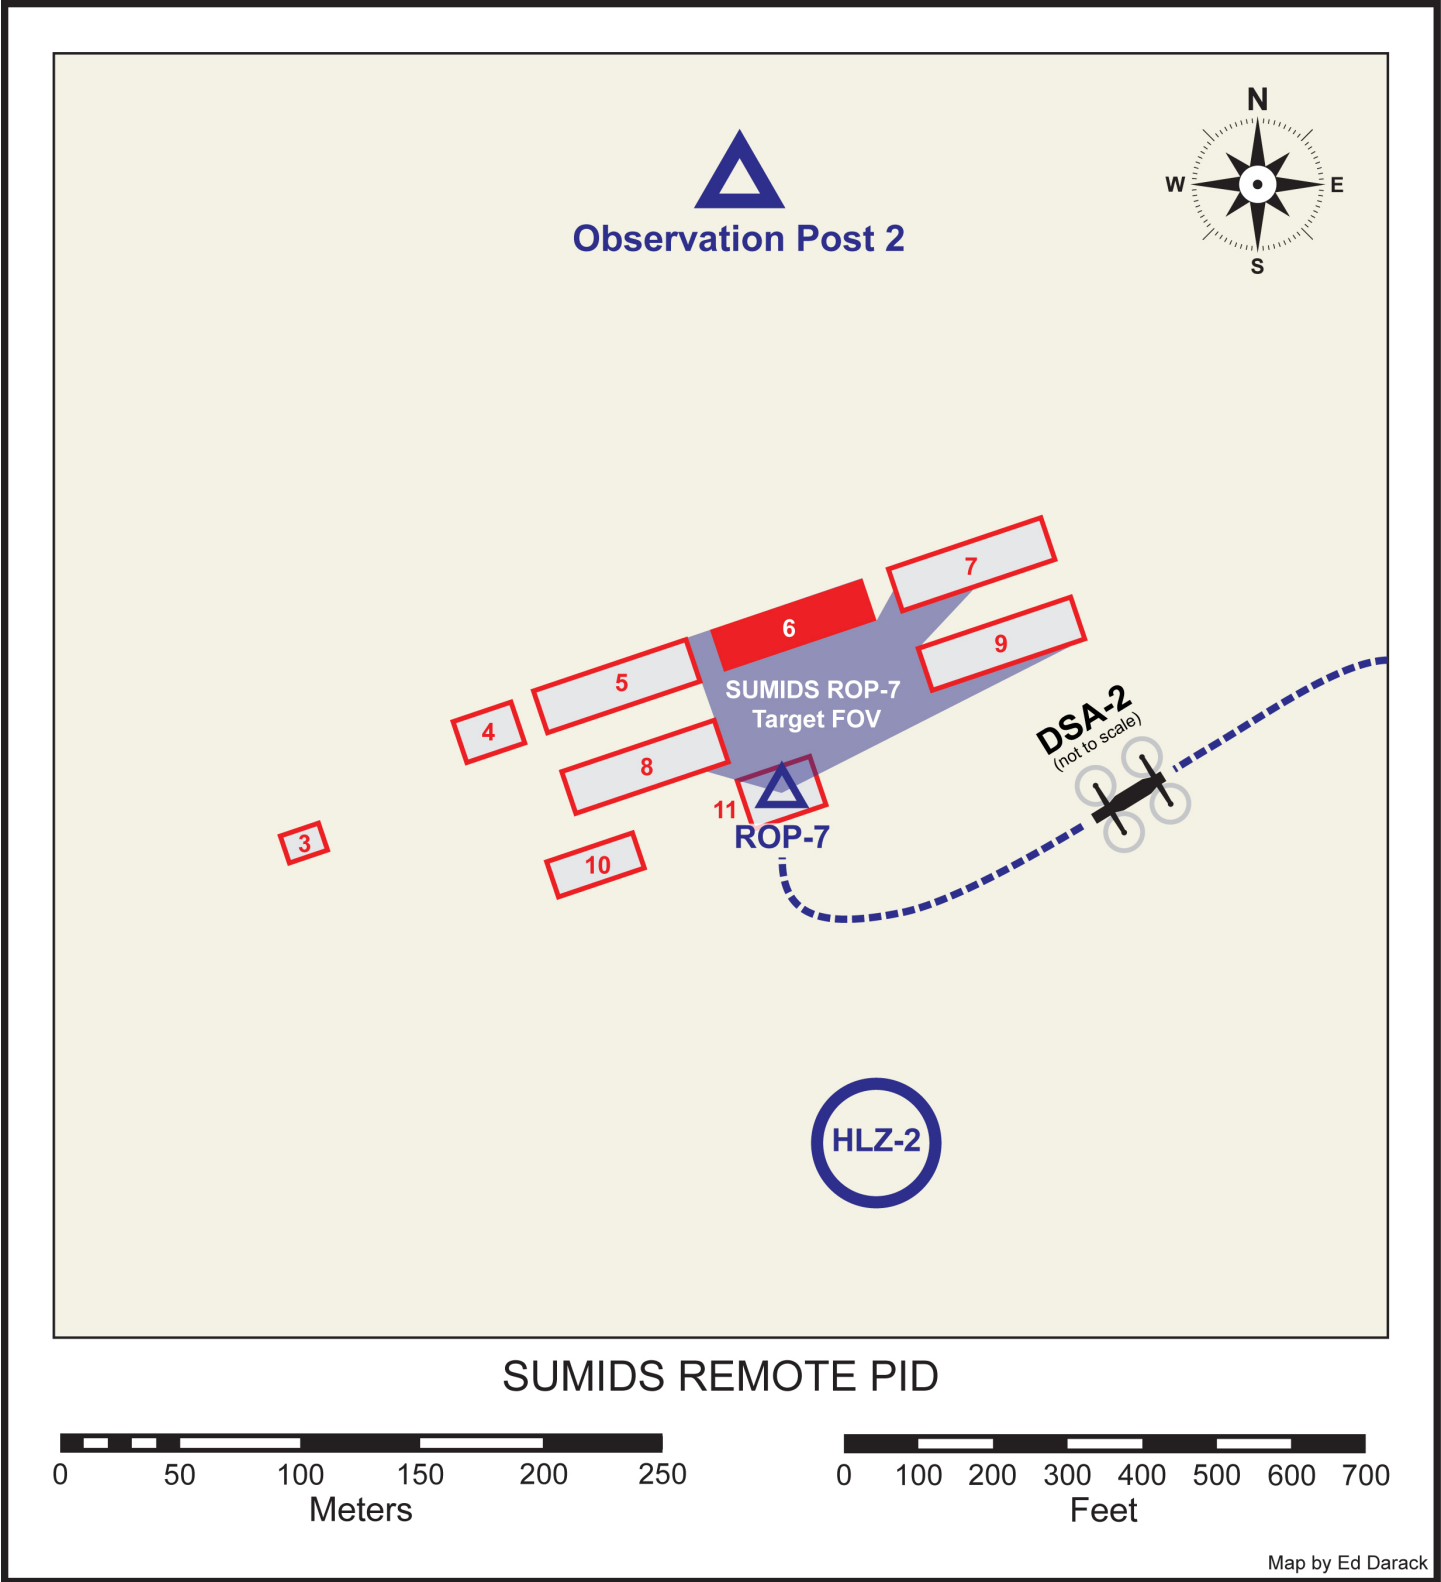 N
W
E
S
Observation Post 2
7
6
9
5
SUMIDS ROP-7
Target FOV
4
8
DSA-2
(not to scale)
11
ROP-7
3
10
HLZ-2
SUMIDS REMOTE PID
0 50 100 150 200 250
Meters
0 100 200 300 400 500 600 700
Feet
Map by Ed Darack